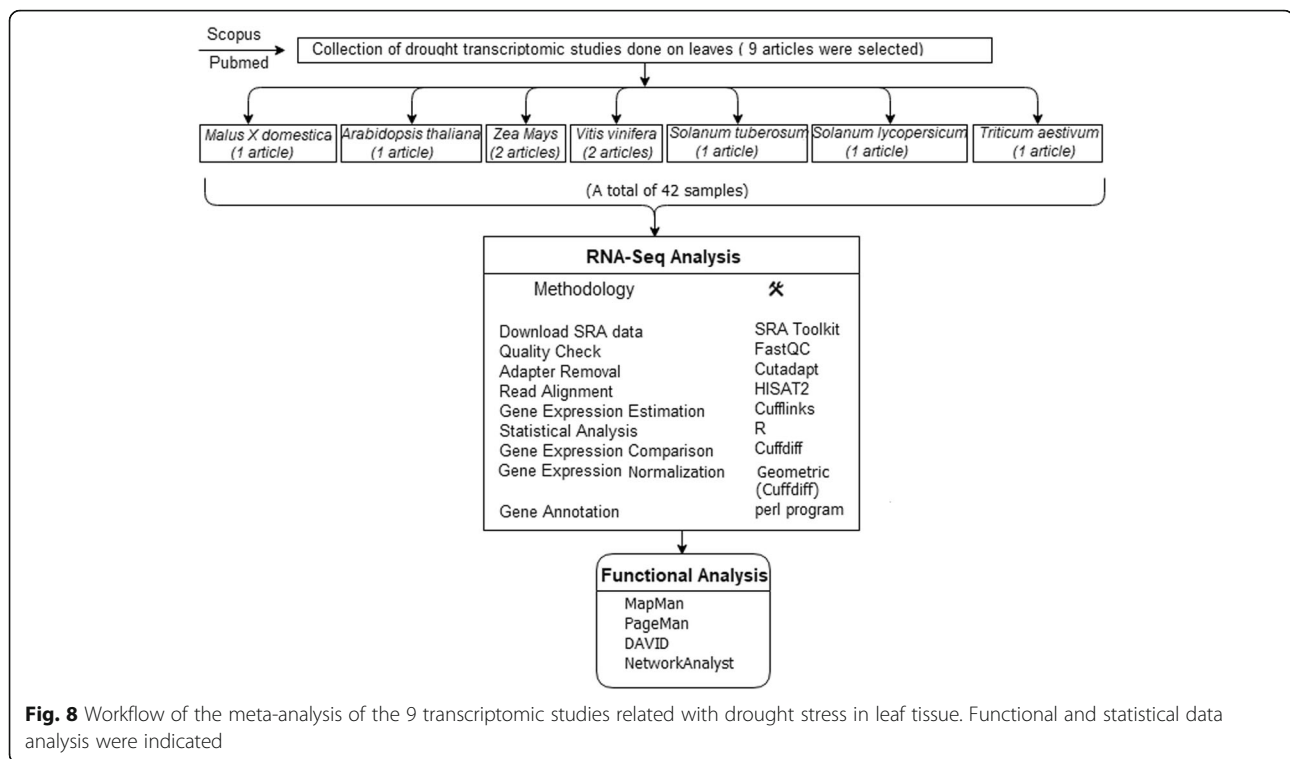 Scopus
Pubmed
Collection of drought transcriptomic studies done on leaves ( 9 articles were selected)
Malus X domestica
(1 article)
Arabidopsis thaliana
(1 article)
Zea Mays
(2 articles)
Vitis vinifera
(2 articles)
Solanum tuberosum
(1 article)
Solanum lycopersicum
(1 article)
Triticum aestivum
(1 article)
(A total of 42 samples)
RNA-Seq Analysis
Methodology
Download SRA data SRA Toolkit
Quality Check FastQC
Adapter Removal Cutadapt
Read Alignment HISAT2
Gene Expression Estimation Cufflinks
Statistical Analysis R
Gene Expression Comparison Cuffdiff
Gene Expression Normalization Geometric
(Cuffdiff)
Gene Annotation perl program
Functional Analysis
MapMan
PageMan
DAVID
NetworkAnalyst
Fig. 8 Workflow of the meta-analysis of the 9 transcriptomic studies related with drought stress in leaf tissue. Functional and statistical data
analysis were indicated